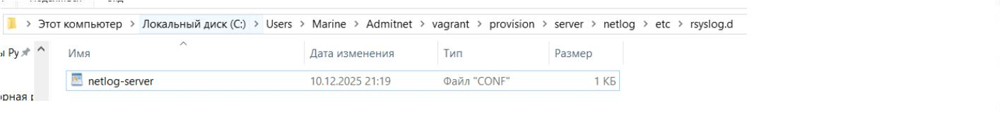 Этот компьютер > Локальный диск (C:) > Users > Marine > Admitnet > vagrant > provision > server > netlog > etc > rsyslog.d
Имя Дата изменения Тип Размер
netlog-server 10.12.2025 21:19 Файл "CONF" 1 КБ